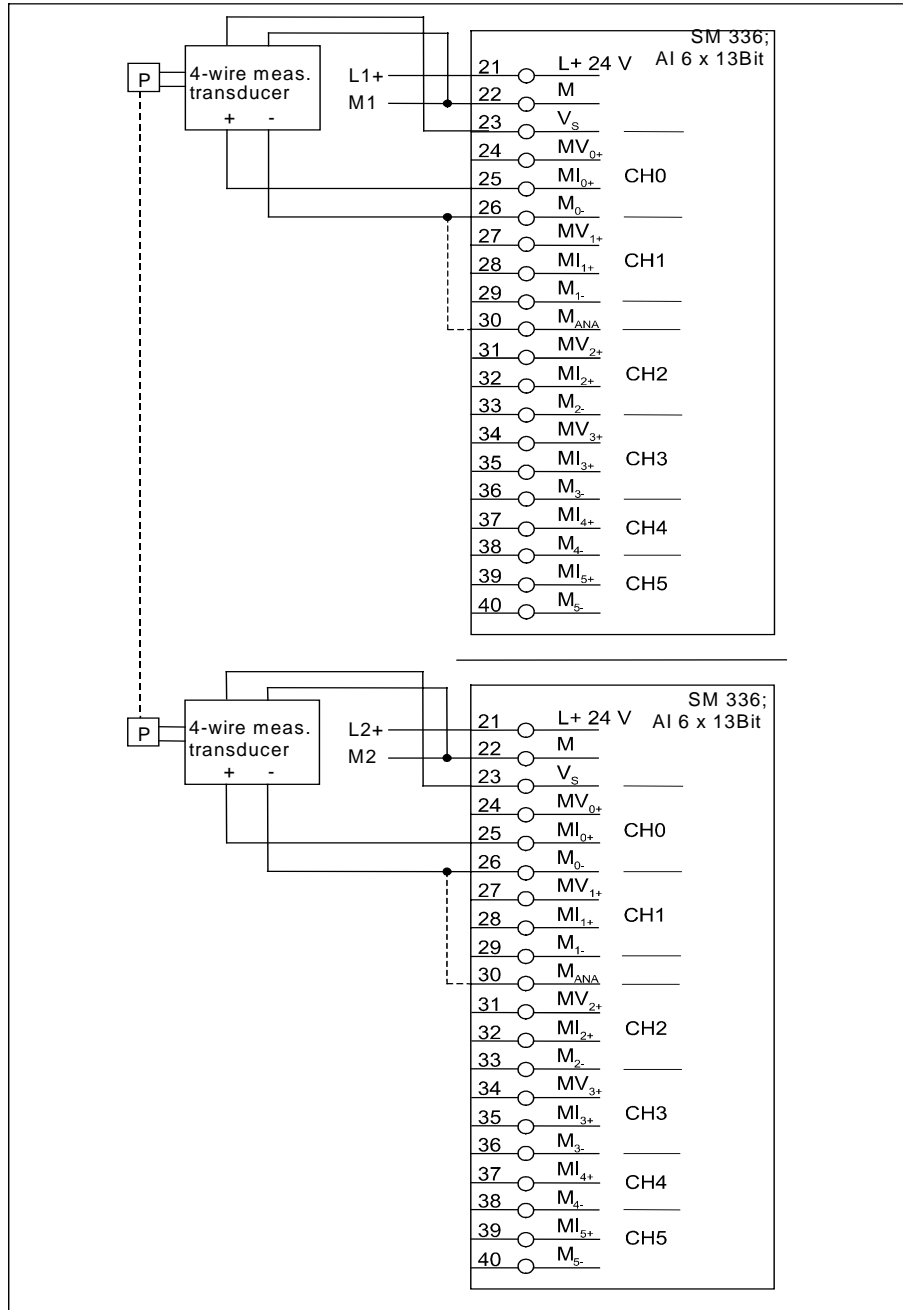 SM 336;
AI 6 x 13Bit
P
4-wire meas.
transducer
+ -
L1+
M1
21 L+ 24 V
22 M
23 Vs
24 MV0+
25 MI0+ CH0
26 M0-
27 MV1+
28 MI1+ CH1
29 M1-
30 MANA
31 MV2+
32 MI2+ CH2
33 M2-
34 MV3+
35 MI3+ CH3
36 M3-
37 MI4+ CH4
38 M4-
39 MI5+ CH5
40 M5-
SM 336;
AI 6 x 13Bit
P
4-wire meas.
transducer
+ -
L2+
M2
21 L+ 24 V
22 M
23 Vs
24 MV0+
25 MI0+ CH0
26 M0-
27 MV1+
28 MI1+ CH1
29 M1-
30 MANA
31 MV2+
32 MI2+ CH2
33 M2-
34 MV3+
35 MI3+ CH3
36 M3-
37 MI4+ CH4
38 M4-
39 MI5+ CH5
40 M5-